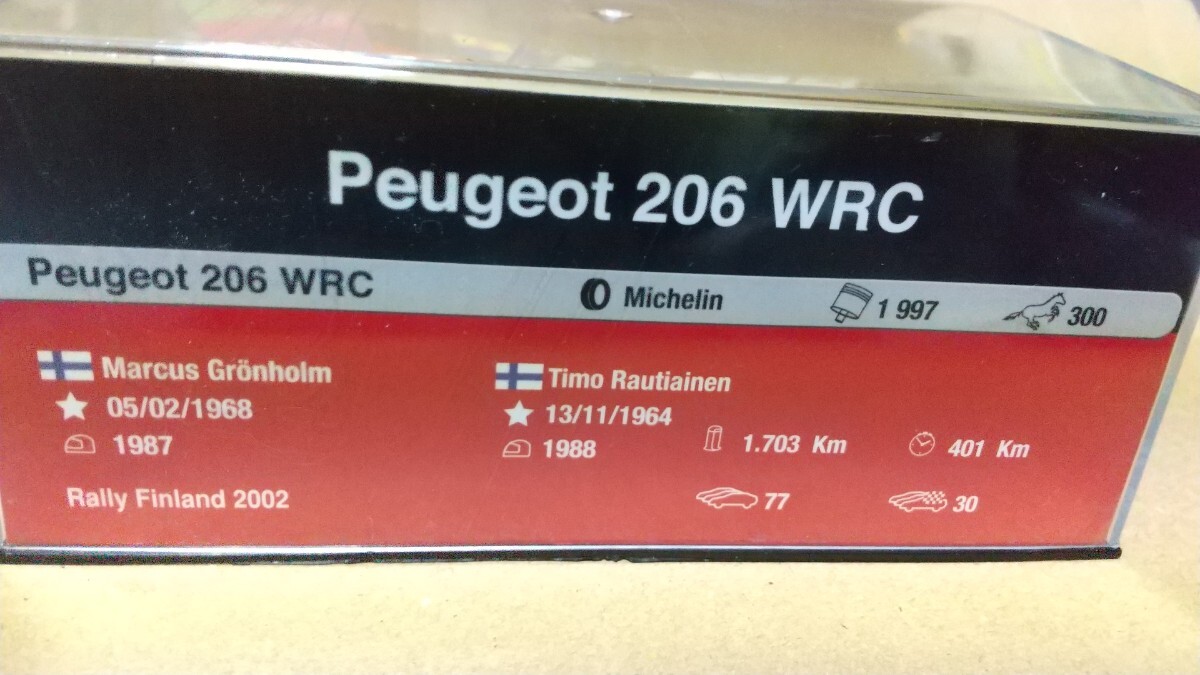 Peugeot 206 WRC
Peugeot 206 WRC Michelin 1 997 300
Marcus Grönholm Timo Rautiainen
05/02/1968 13/11/1964
1987 1988 1.703 Km 401 Km
Rally Finland 2002 77 30